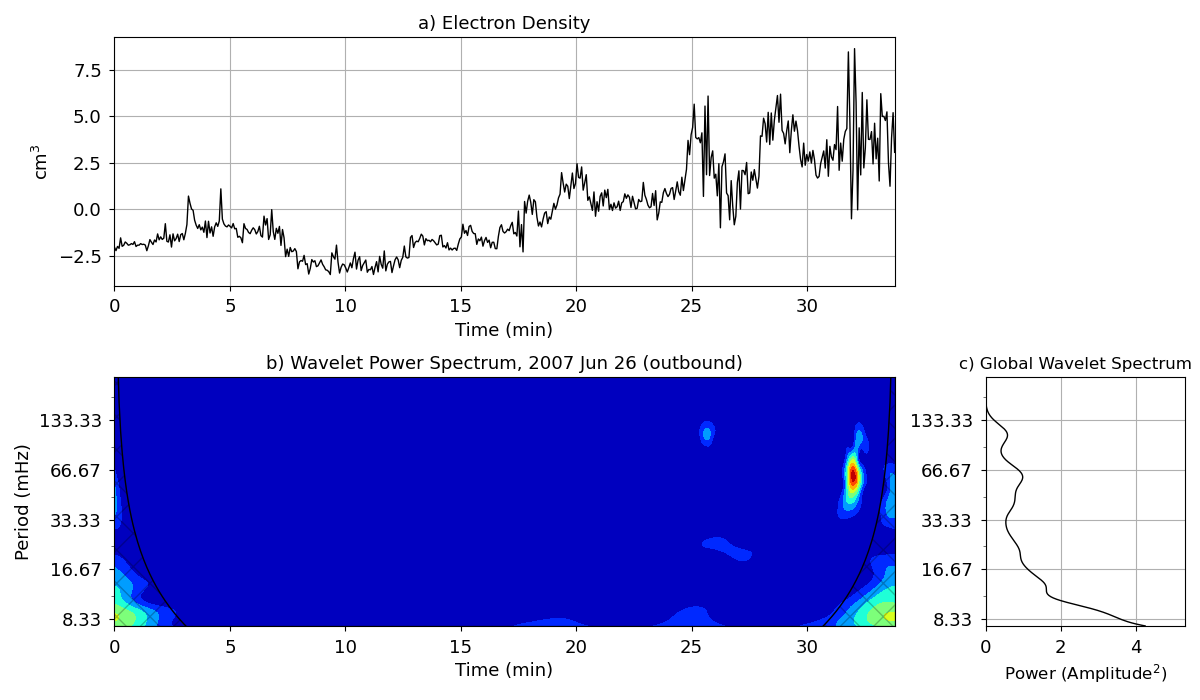 a) Electron Density
7.5
5.0
2.5
0.0
−2.5
cm³
0 5 10 15 20 25 30
Time (min)
b) Wavelet Power Spectrum, 2007 Jun 26 (outbound)
133.33
66.67
33.33
16.67
8.33
Period (mHz)
0 5 10 15 20 25 30
Time (min)
c) Global Wavelet Spectrum
133.33
66.67
33.33
16.67
8.33
0 2 4
Power (Amplitude²)